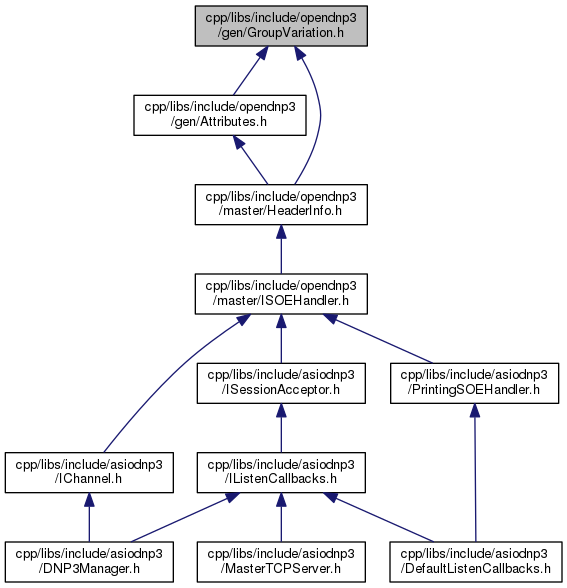 cpp/libs/include/opendnp3
/gen/GroupVariation.h
cpp/libs/include/opendnp3
/gen/Attributes.h
cpp/libs/include/opendnp3
/master/HeaderInfo.h
cpp/libs/include/opendnp3
/master/ISOEHandler.h
cpp/libs/include/asiodnp3
/ISessionAcceptor.h
cpp/libs/include/asiodnp3
/PrintingSOEHandler.h
cpp/libs/include/asiodnp3
/IChannel.h
cpp/libs/include/asiodnp3
/IListenCallbacks.h
cpp/libs/include/asiodnp3
/DNP3Manager.h
cpp/libs/include/asiodnp3
/MasterTCPServer.h
cpp/libs/include/asiodnp3
/DefaultListenCallbacks.h